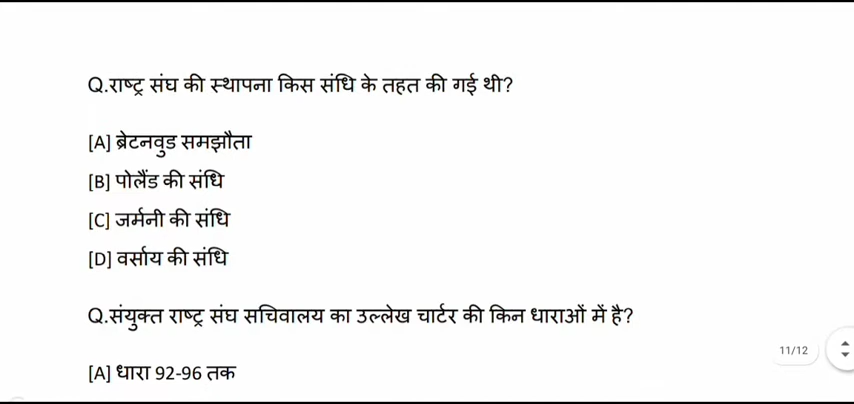 Q.राष्ट्र संघ की स्थापना किस संधि के तहत की गई थी?
[A] ब्रेटनवुड समझौता
[B] पोलैंड की संधि
[C] जर्मनी की संधि
[D] वर्साय की संधि
Q.संयुक्त राष्ट्र संघ सचिवालय का उल्लेख चार्टर की किन धाराओं में है?
11/12
[A] धारा 92-96 तक